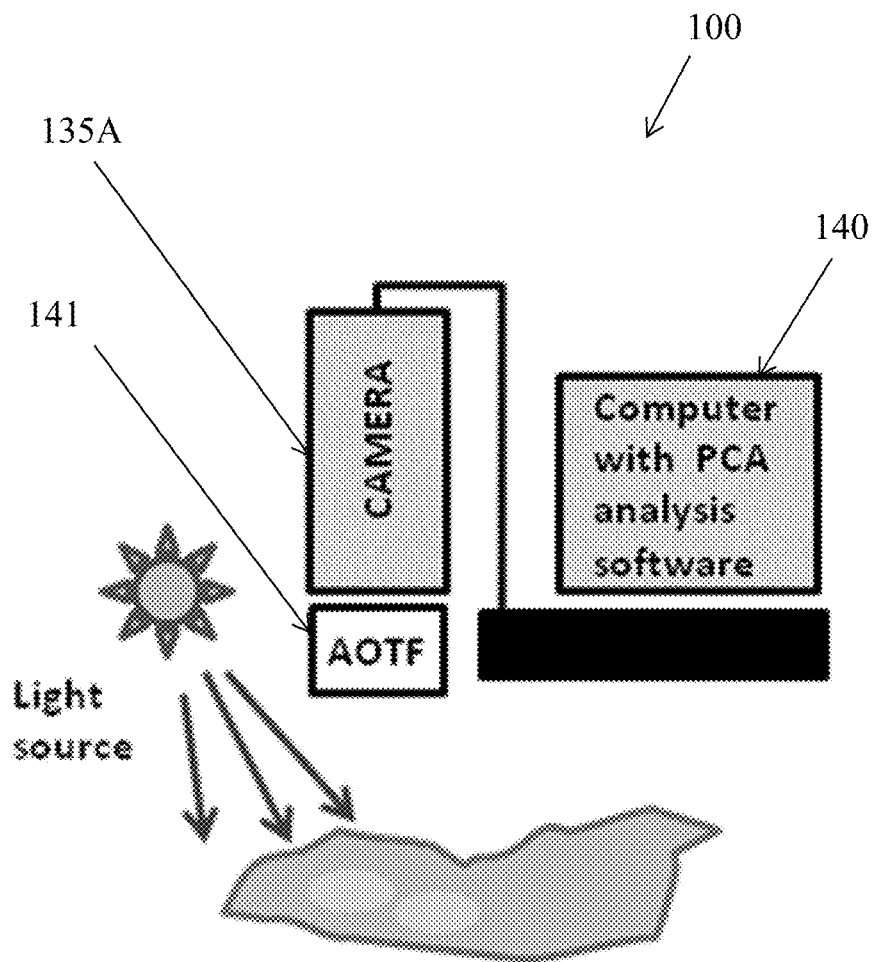 100
135A
140
141
CAMERA
Computer
with PCA
analysis
software
AOTF
Light
source